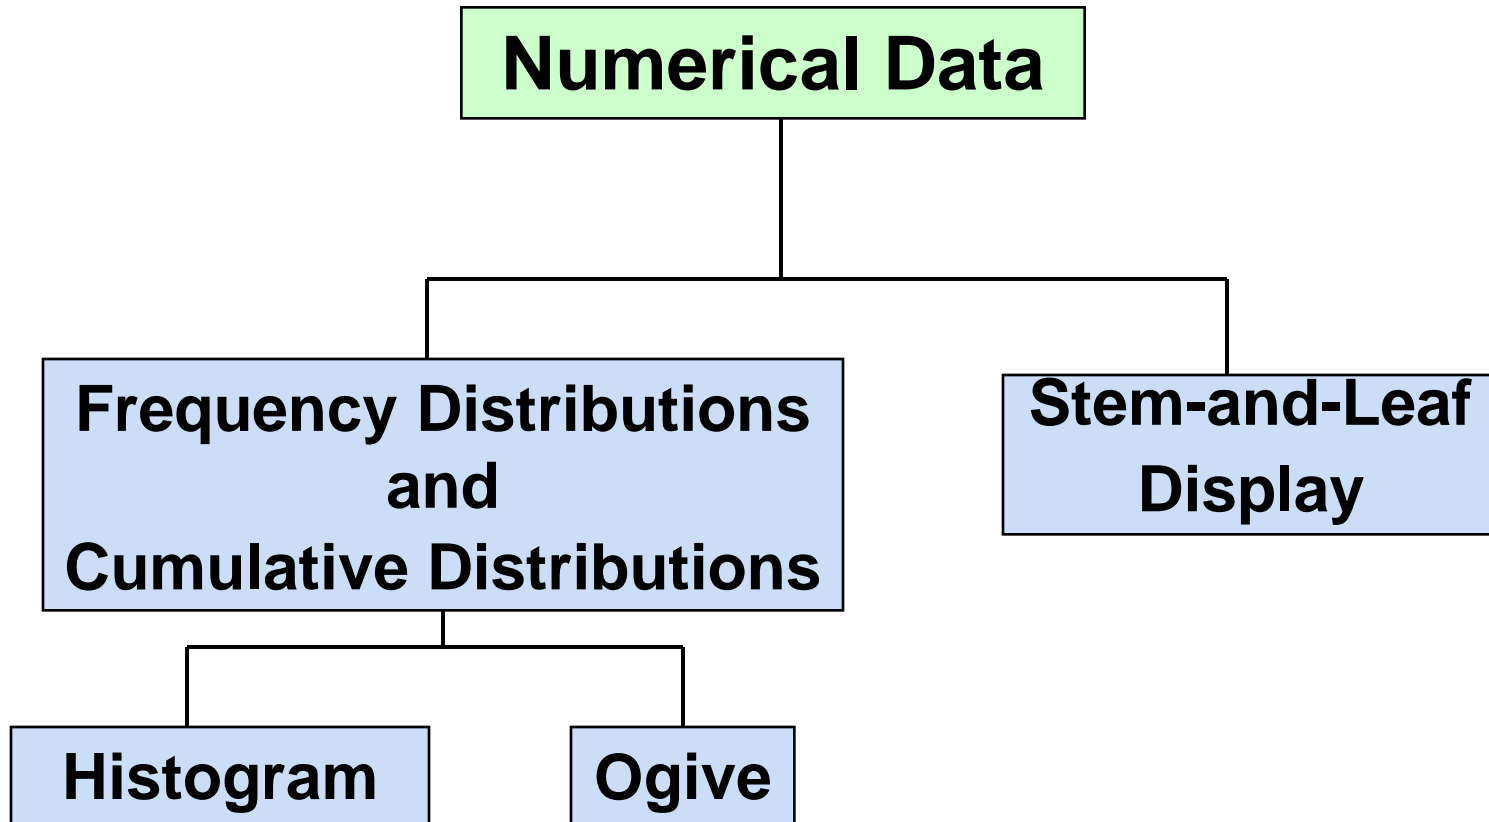 Numerical Data
Frequency Distributions
and
Cumulative Distributions
Stem-and-Leaf
Display
Histogram
Ogive